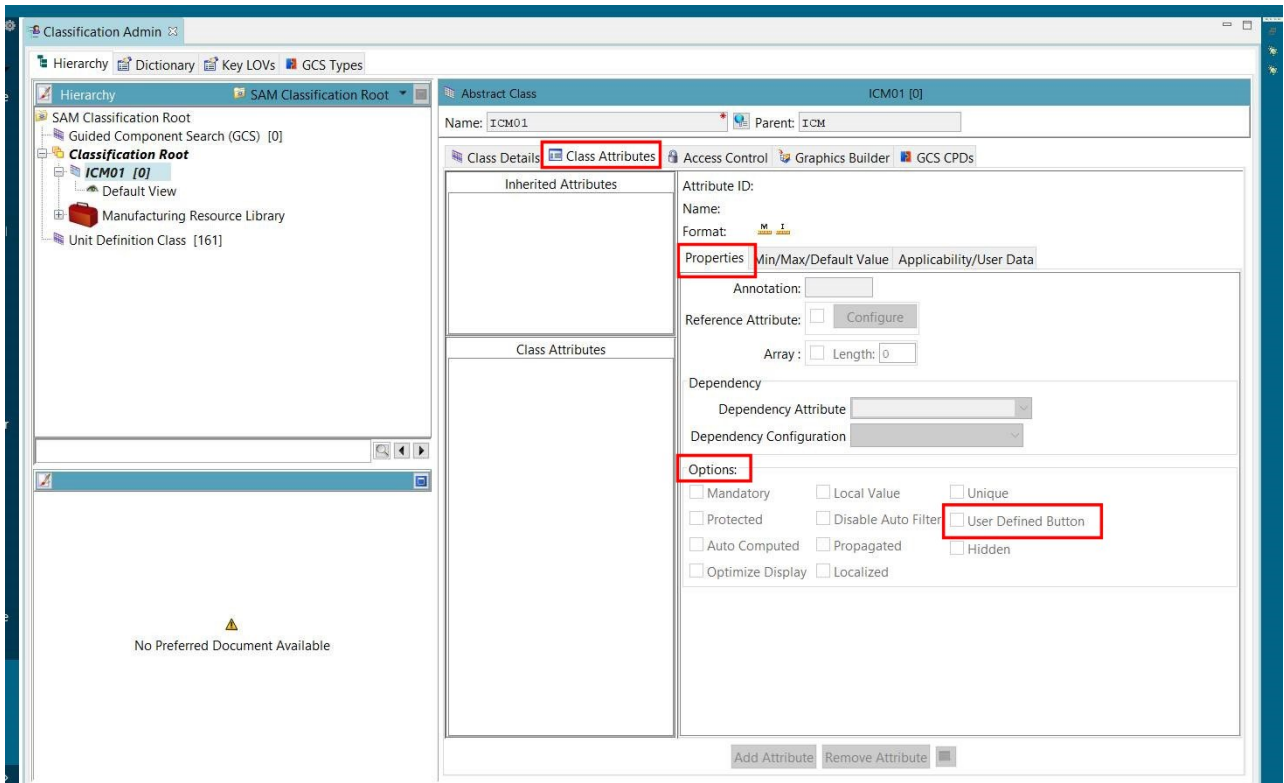 Classification Admin
Hierarchy Dictionary Key LOVs GCS Types
Hierarchy SAM Classification Root
SAM Classification Root
Guided Component Search (GCS) [0]
Classification Root
ICM01 [0]
Default View
Manufacturing Resource Library
Unit Definition Class [161]
No Preferred Document Available
Abstract Class ICM01 [0]
Name: ICM01 * Parent: ICM
Class Details Class Attributes Access Control Graphics Builder GCS CPDs
Inherited Attributes
Class Attributes
Attribute ID:
Name:
Format: M I
Properties Min/Max/Default Value Applicability/User Data
Annotation:
Reference Attribute: Configure
Array : Length: 0
Dependency
Dependency Attribute
Dependency Configuration
Options:
Mandatory Local Value Unique
Protected Disable Auto Filter User Defined Button
Auto Computed Propagated Hidden
Optimize Display Localized
Add Attribute Remove Attribute